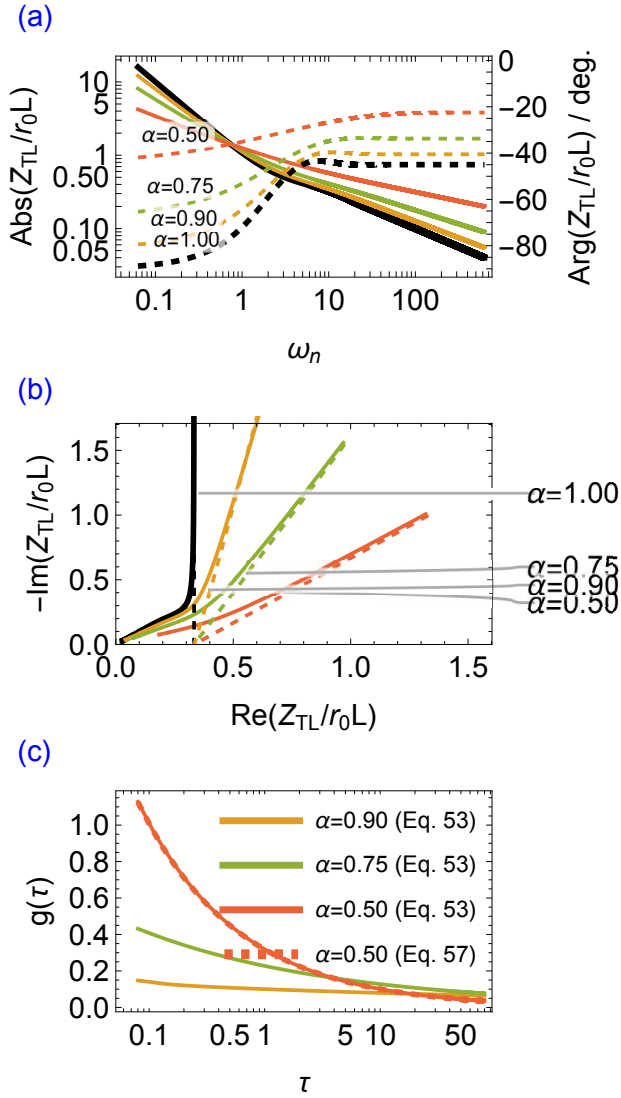 (a)
Abs(Z_TL/r_0L)
10
5
1
0.50
0.10
0.05
α=0.50
α=0.75
α=0.90
α=1.00
0
−20
−40
−60
−80
Arg(Z_TL/r_0L) / deg.
0.1 1 10 100
ω_n
(b)
−Im(Z_TL/r_0L)
1.5
1.0
0.5
0.0
α=1.00
α=0.75
α=0.90
α=0.50
0.0 0.5 1.0 1.5
Re(Z_TL/r_0L)
(c)
g(τ)
1.0
0.8
0.6
0.4
0.2
0.0
α=0.90 (Eq. 53)
α=0.75 (Eq. 53)
α=0.50 (Eq. 53)
α=0.50 (Eq. 57)
0.1 0.5 1 5 10 50
τ